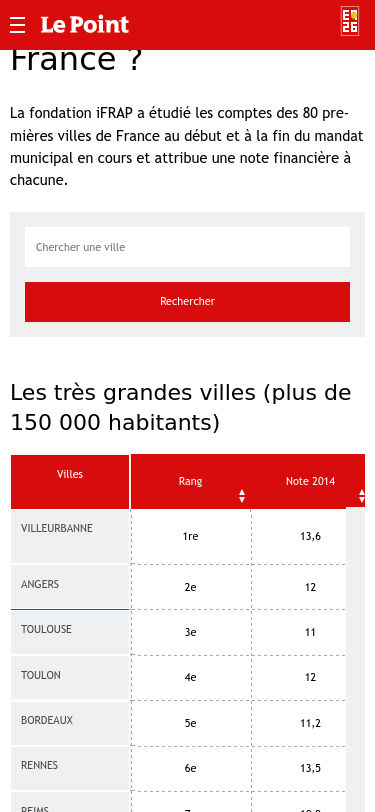 Le Point
France ?
La fondation iFRAP a étudié les comptes des 80 pre-
mières villes de France au début et à la fin du mandat
municipal en cours et attribue une note financière à
chacune.
Chercher une ville
Rechercher
Les très grandes villes (plus de
150 000 habitants)
Villes Rang Note 2014
VILLEURBANNE 1re 13,6
ANGERS 2e 12
TOULOUSE 3e 11
TOULON 4e 12
BORDEAUX 5e 11,2
RENNES 6e 13,5
REIMS